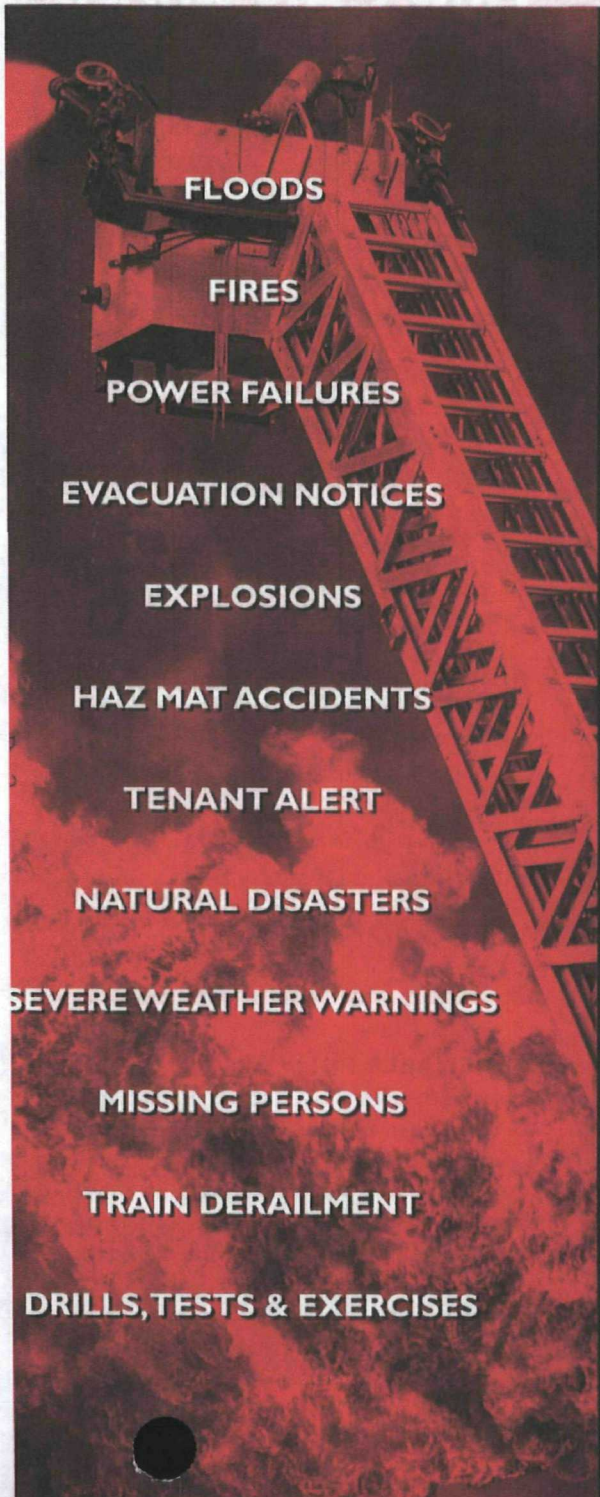 FLOODS
FIRES
POWER FAILURES
EVACUATION NOTICES
EXPLOSIONS
HAZ MAT ACCIDENTS
TENANT ALERT
NATURAL DISASTERS
SEVERE WEATHER WARNINGS
MISSING PERSONS
TRAIN DERAILMENT
DRILLS, TESTS & EXERCISES